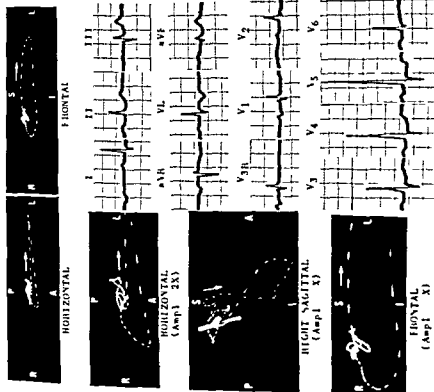 R P L A
HORIZONTAL
R S L I
FRONTAL
R P L A
HORIZONTAL
(Ampl 2X)
I II III
aVR VL aVF
P S A I
RIGHT SAGITTAL
(Ampl X)
V3R V1 V2
R S L I
FRONTAL
(Ampl X)
V3 V4 V5 V6